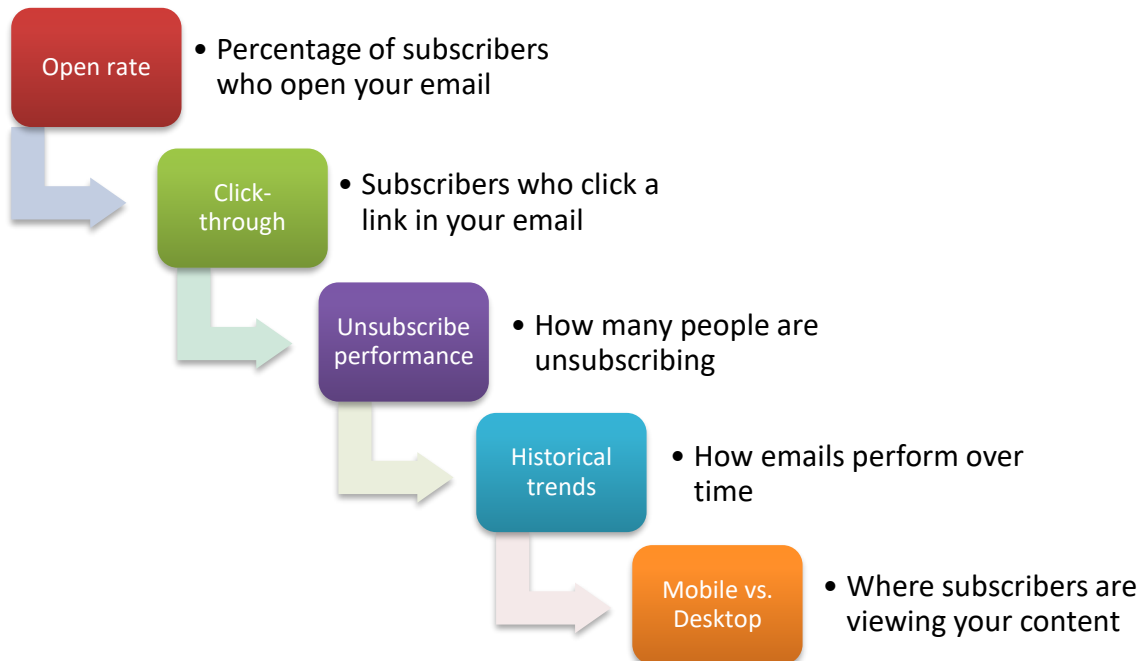 Open rate
• Percentage of subscribers
who open your email
Click-
through
• Subscribers who click a
link in your email
Unsubscribe
performance
• How many people are
unsubscribing
Historical
trends
• How emails perform over
time
Mobile vs.
Desktop
• Where subscribers are
viewing your content